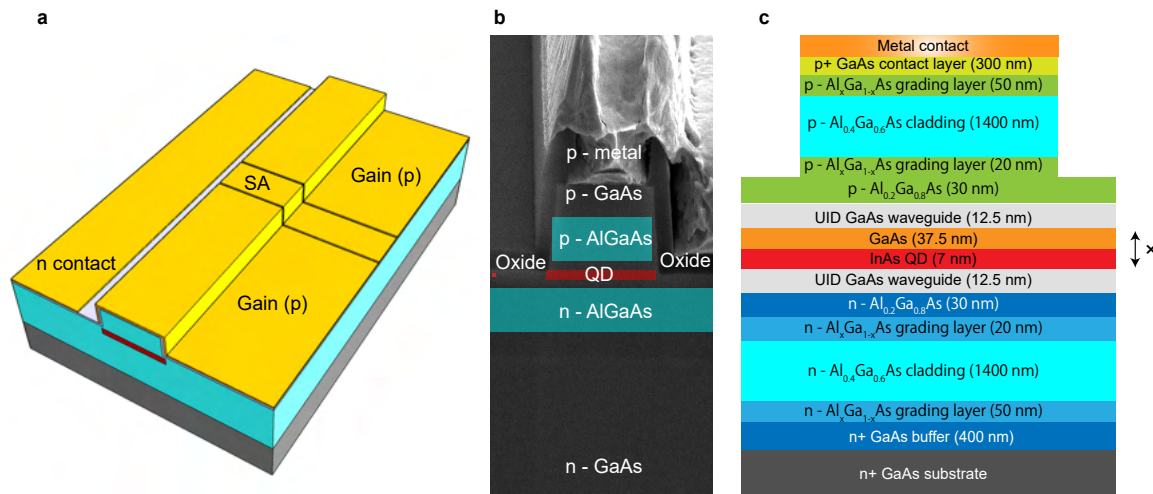 a
SA
Gain (p)
n contact
Gain (p)
b
p - metal
p - GaAs
p - AlGaAs
Oxide
Oxide
QD
n - AlGaAs
n - GaAs
c
Metal contact
p+ GaAs contact layer (300 nm)
p - AlxGa1-xAs grading layer (50 nm)
p - Al0.4Ga0.6As cladding (1400 nm)
p - AlxGa1-xAs grading layer (20 nm)
p - Al0.2Ga0.8As (30 nm)
UID GaAs waveguide (12.5 nm)
GaAs (37.5 nm)
InAs QD (7 nm)
UID GaAs waveguide (12.5 nm)
n - Al0.2Ga0.8As (30 nm)
n - AlxGa1-xAs grading layer (20 nm)
n - Al0.4Ga0.6As cladding (1400 nm)
n - AlxGa1-xAs grading layer (50 nm)
n+ GaAs buffer (400 nm)
n+ GaAs substrate